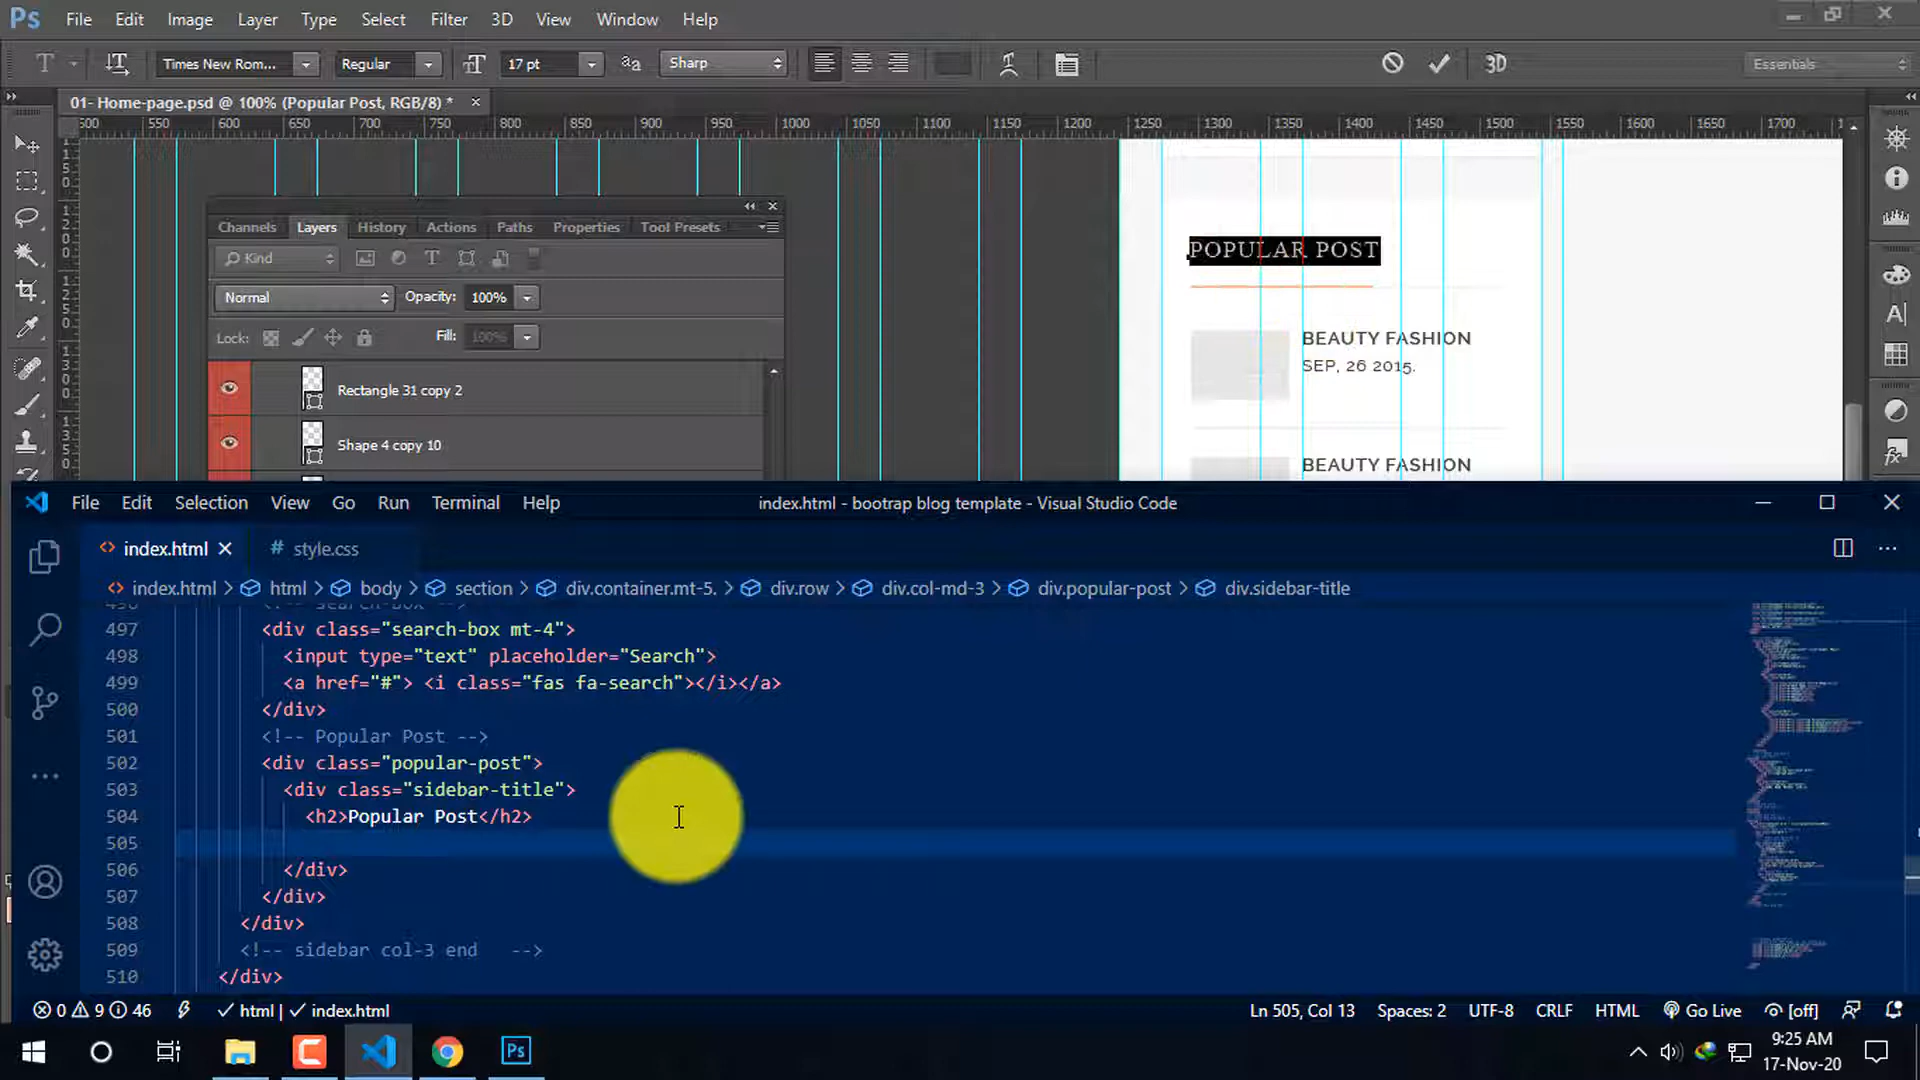 Ps File Edit Image Layer Type Select Filter 3D View Window Help
T Times New Rom... Regular 17 pt Sharp 3D Essentials
01- Home-page.psd @ 100% (Popular Post, RGB/8) * ×
550 600 650 700 750 800 850 900 950 1000 1050 1100 1150 1200 1250 1300 1350 1400 1450 1500 1550 1600 1650 1700
Channels Layers History Actions Paths Properties Tool Presets
Kind
Normal Opacity: 100%
Lock: Fill: 100%
Rectangle 31 copy 2
Shape 4 copy 10
POPULAR POST
BEAUTY FASHION
SEP, 26 2015.
BEAUTY FASHION
File Edit Selection View Go Run Terminal Help index.html - bootrap blog template - Visual Studio Code
index.html # style.css
index.html > html > body > section > div.container.mt-5. > div.row > div.col-md-3 > div.popular-post > div.sidebar-title
496 <!-- search-box -->
497 <div class="search-box mt-4">
498 <input type="text" placeholder="Search">
499 <a href="#"> <i class="fas fa-search"></i></a>
500 </div>
501 <!-- Popular Post -->
502 <div class="popular-post">
503 <div class="sidebar-title">
504 <h2>Popular Post</h2>
505
506 </div>
507 </div>
508 </div>
509 <!-- sidebar col-3 end -->
510 </div>
0 9 46 html | index.html Ln 505, Col 13 Spaces: 2 UTF-8 CRLF HTML Go Live [off]
Ps 9:25 AM
17-Nov-20